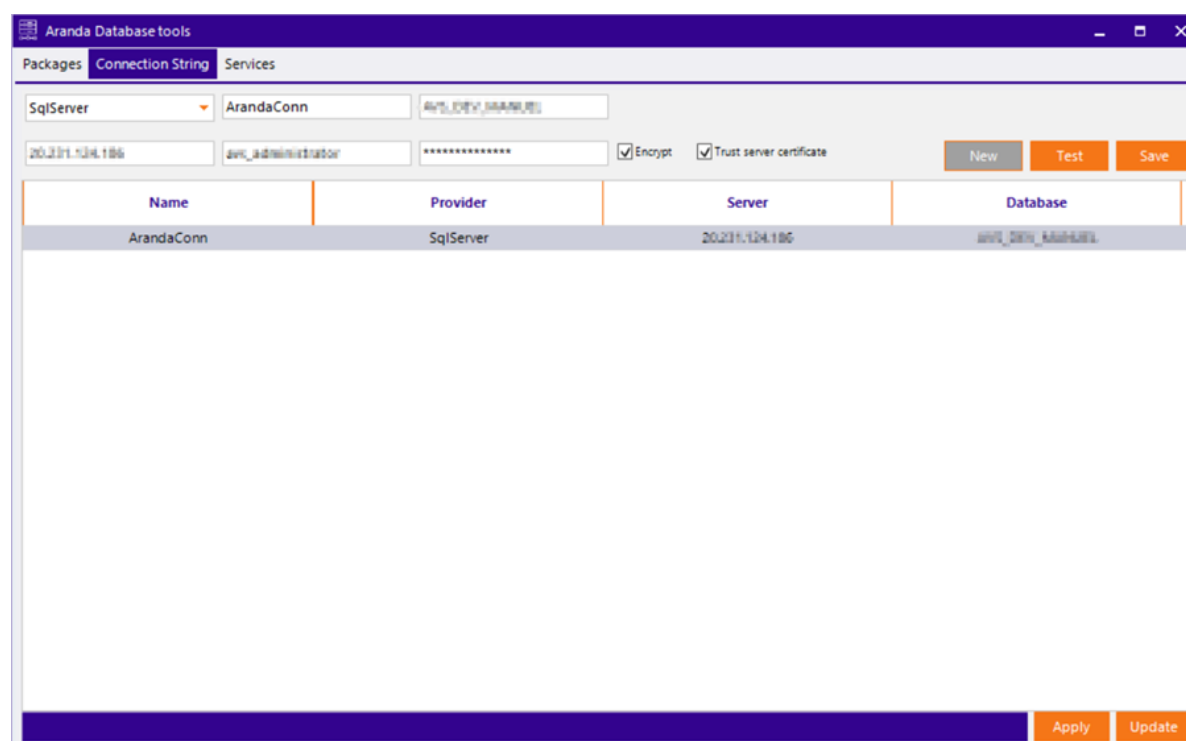 Aranda Database tools
Packages Connection String Services
SqlServer ArandaConn
************** Encrypt Trust server certificate New Test Save
Name Provider Server Database
ArandaConn SqlServer
Apply Update